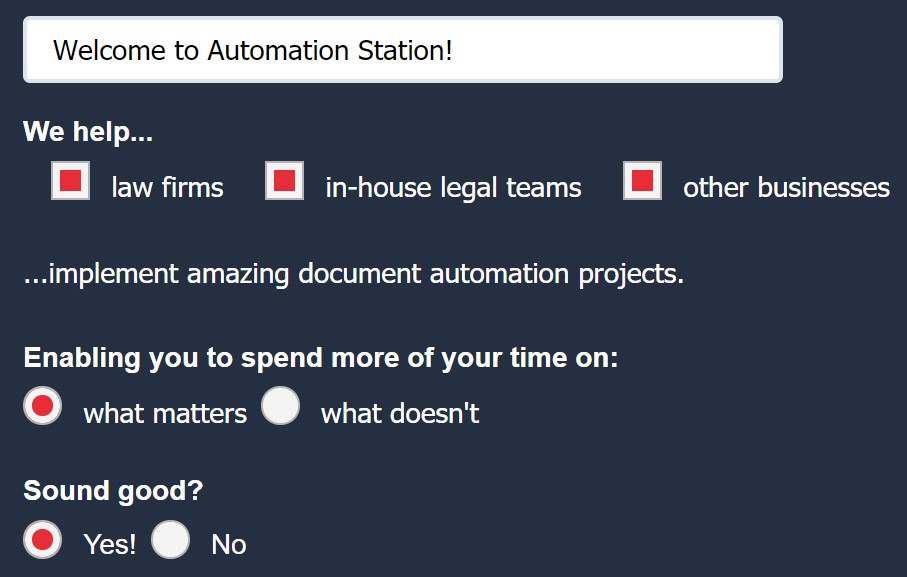 Welcome to Automation Station!
We help...
law firms in-house legal teams other businesses
...implement amazing document automation projects.
Enabling you to spend more of your time on:
what matters what doesn't
Sound good?
Yes! No